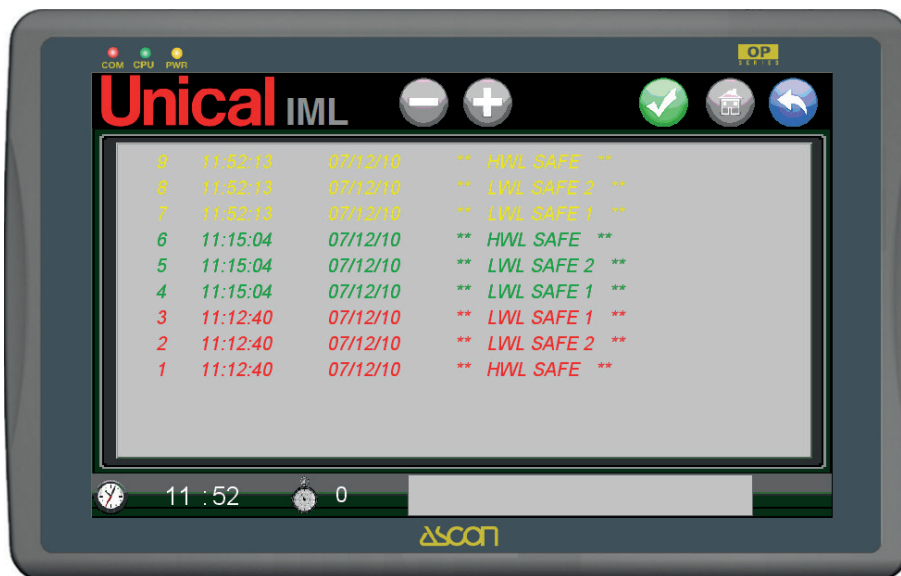 COM CPU PWR
OP
SERIES
Unical IML
9 11:52:13 07/12/10 ** HWL SAFE **
8 11:52:13 07/12/10 ** LWL SAFE 2 **
7 11:52:13 07/12/10 ** LWL SAFE 1 **
6 11:15:04 07/12/10 ** HWL SAFE **
5 11:15:04 07/12/10 ** LWL SAFE 2 **
4 11:15:04 07/12/10 ** LWL SAFE 1 **
3 11:12:40 07/12/10 ** LWL SAFE 1 **
2 11:12:40 07/12/10 ** LWL SAFE 2 **
1 11:12:40 07/12/10 ** HWL SAFE **
11 :52 0
ascon